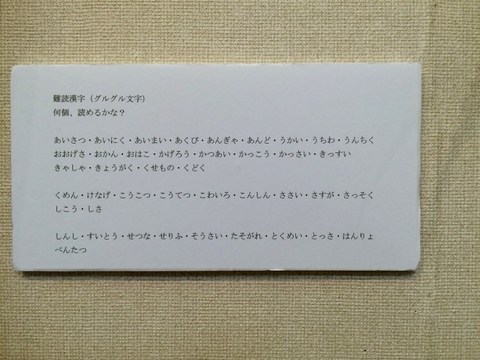 難読漢字（グルグル文字）
何個、読めるかな？
あいさつ・あいにく・あいまい・あくび・あんぎゃ・あんど・うかい・うちわ・うんちく
おおげさ・おかん・おはこ・かげろう・かつあい・かっこう・かっさい・きっすい
きゃしゃ・きょうがく・くせもの・くどく
くめん・けなげ・こうこつ・こうてつ・こわいろ・こんしん・ささい・さすが・さっそく
しこう・しさ
しんし・すいとう・せつな・せりふ・そうさい・たそがれ・とくめい・とっさ・はんりょ
べんたつ